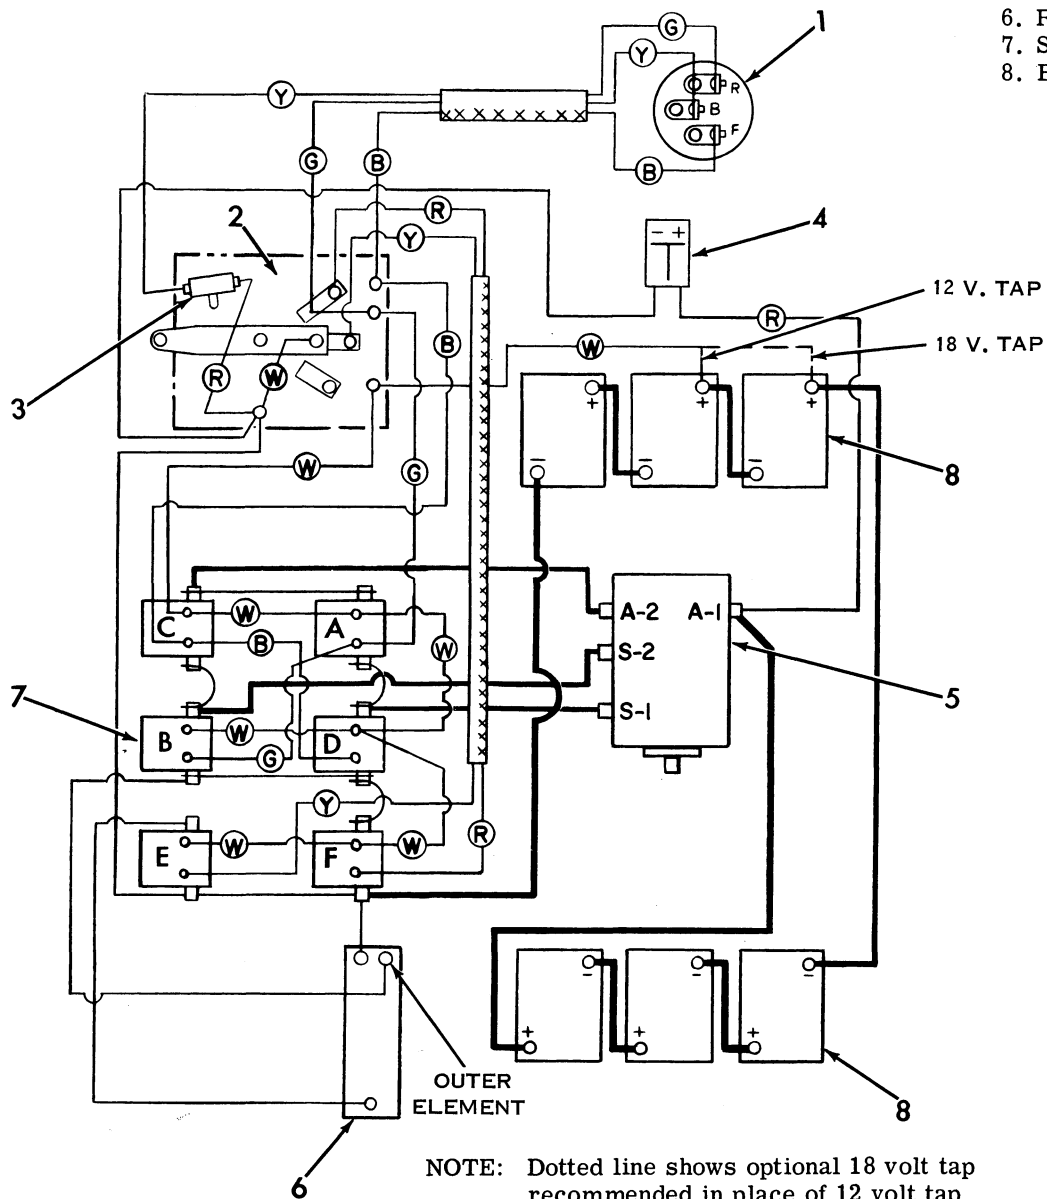 6.
7.
8.
1
G
Y
R
B
F
B
Y
G
B
R
Y
2
4
- +
12 V. TAP
R
B
W
18 V. TAP
R
W
3
+
+
+
-
-
-
8
W
G
C
W
A
B
W
A-2
A-1
S-2
S-1
5
7
B
W
D
G
Y
E
W
F
W
R
-
-
-
+
+
+
OUTER
ELEMENT
8
6
NOTE: Dotted line shows optional 18 volt tap
recommended in place of 12 volt tap